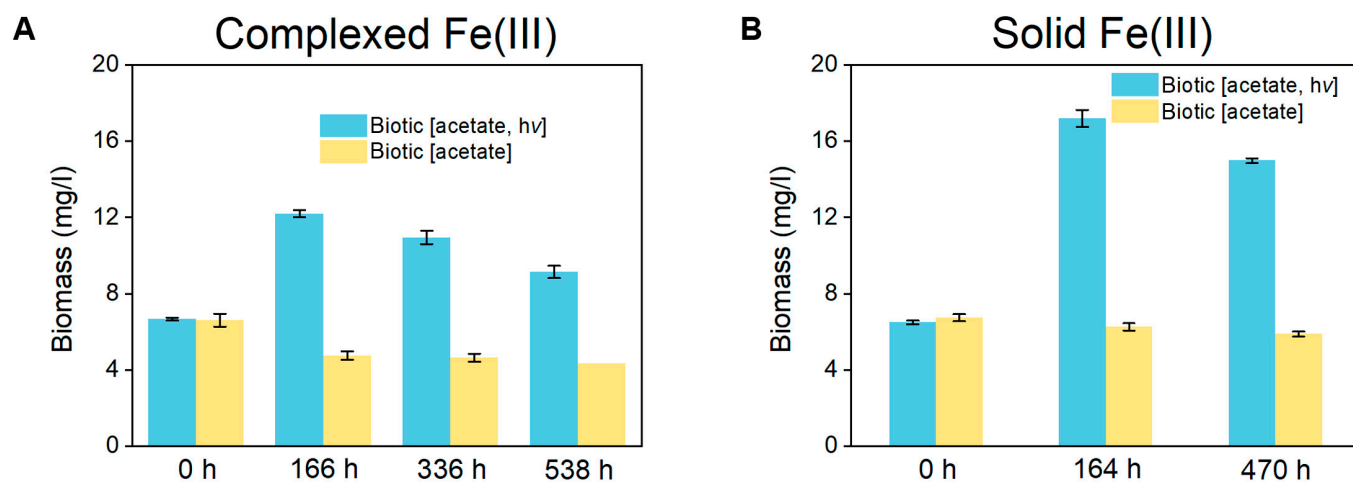 A
Complexed Fe(III)
20
16
12
8
4
0
Biomass (mg/l)
Biotic [acetate, hv]
Biotic [acetate]
0 h
166 h
336 h
538 h
B
Solid Fe(III)
20
16
12
8
4
0
Biomass (mg/l)
Biotic [acetate, hv]
Biotic [acetate]
0 h
164 h
470 h